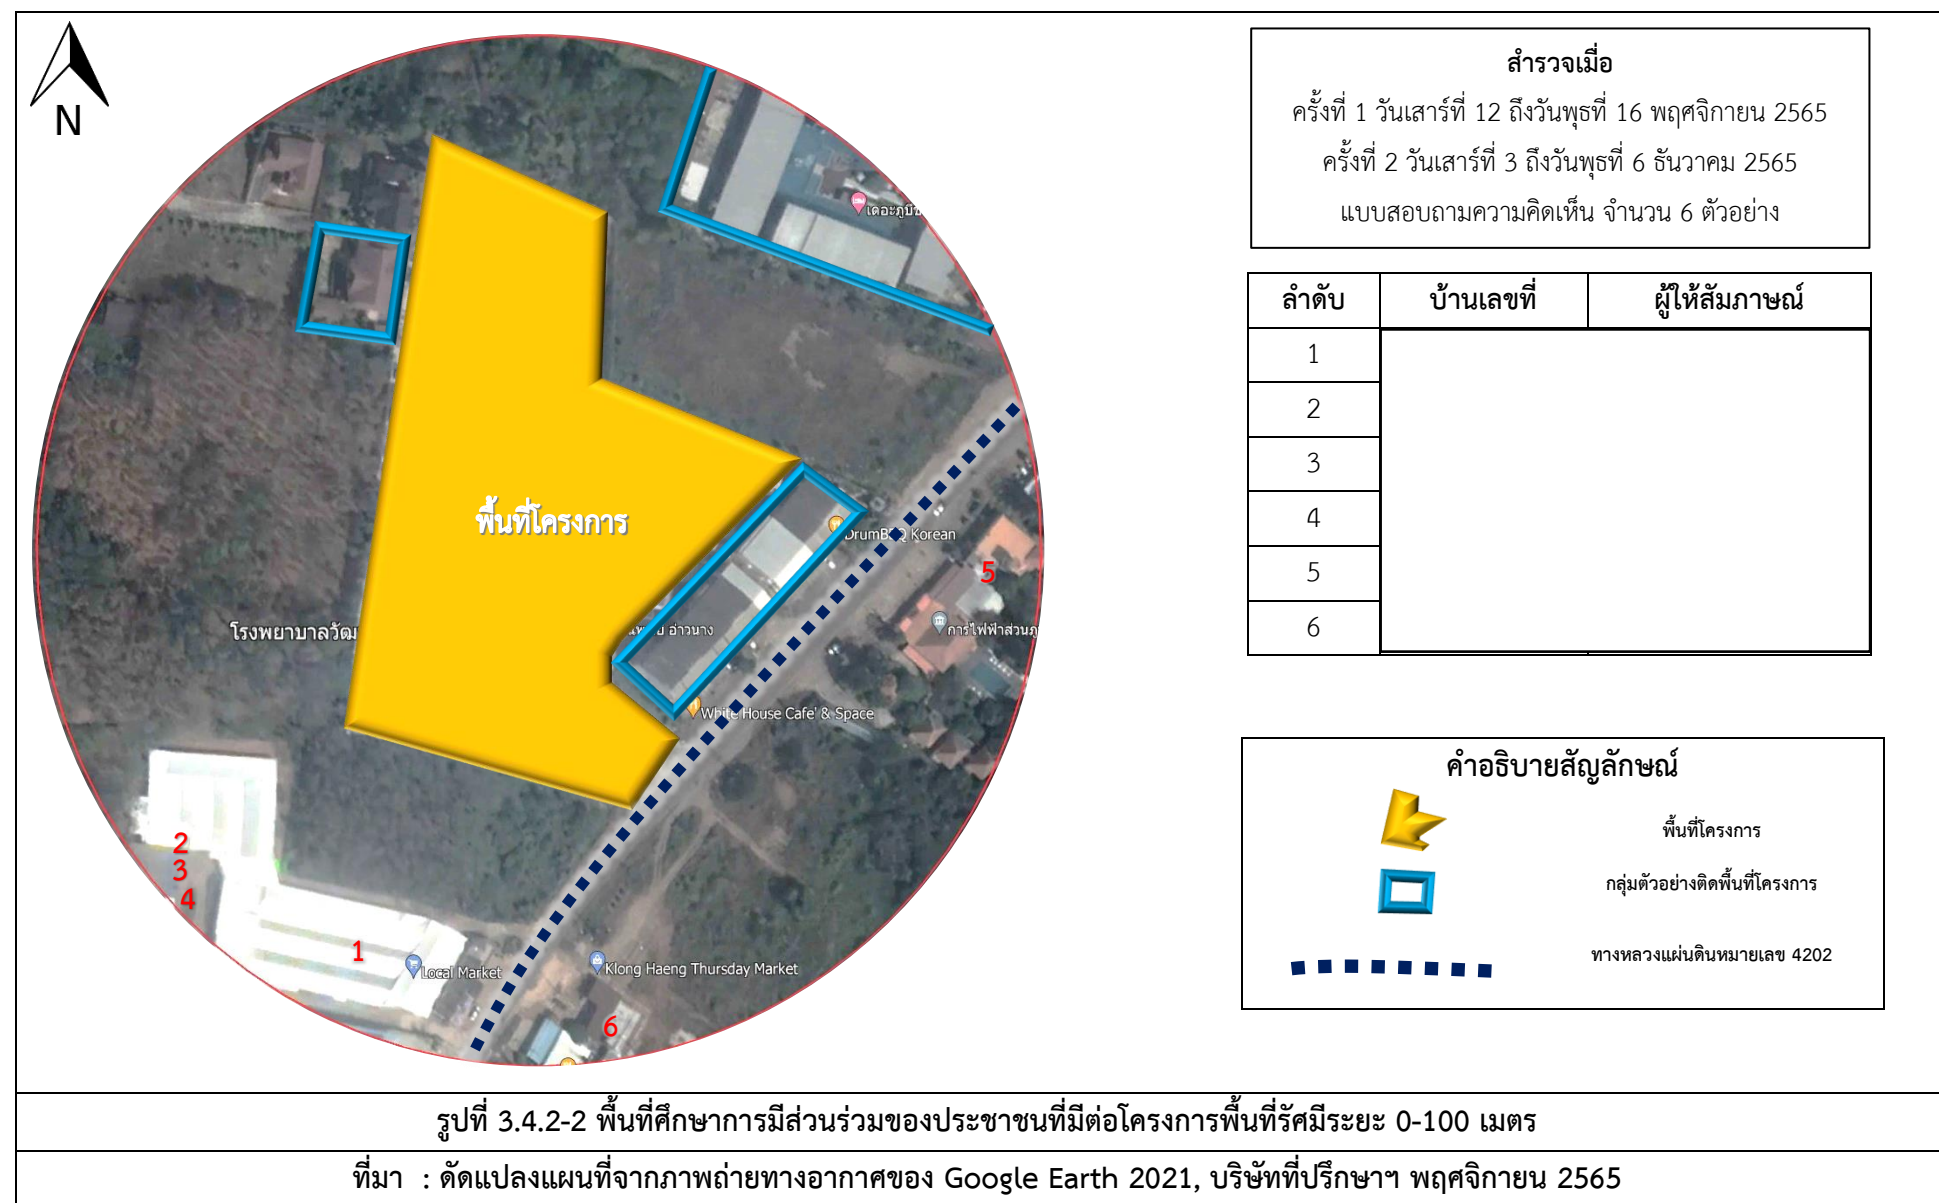 N
สำรวจเมื่อ
ครั้งที่ 1 วันเสาร์ที่ 12 ถึงวันพุธที่ 16 พฤศจิกายน 2565
ครั้งที่ 2 วันเสาร์ที่ 3 ถึงวันพุธที่ 6 ธันวาคม 2565
แบบสอบถามความคิดเห็น จำนวน 6 ตัวอย่าง
ลำดับ บ้านเลขที่ ผู้ให้สัมภาษณ์
1
2
3
4
5
6
คำอธิบายสัญลักษณ์
พื้นที่โครงการ
กลุ่มตัวอย่างติดพื้นที่โครงการ
ทางหลวงแผ่นดินหมายเลข 4202
เดอะภูบี
พื้นที่โครงการ
DrumBBQ Korean
5
โรงพยาบาลวัฒ
อ่าวนาง
การไฟฟ้าส่วนภู
White House Cafe' & Space
2
3
4
1
Local Market
Klong Haeng Thursday Market
6
รูปที่ 3.4.2-2 พื้นที่ศึกษาการมีส่วนร่วมของประชาชนที่มีต่อโครงการพื้นที่รัศมีระยะ 0-100 เมตร
ที่มา : ดัดแปลงแผนที่จากภาพถ่ายทางอากาศของ Google Earth 2021, บริษัทที่ปรึกษาฯ พฤศจิกายน 2565